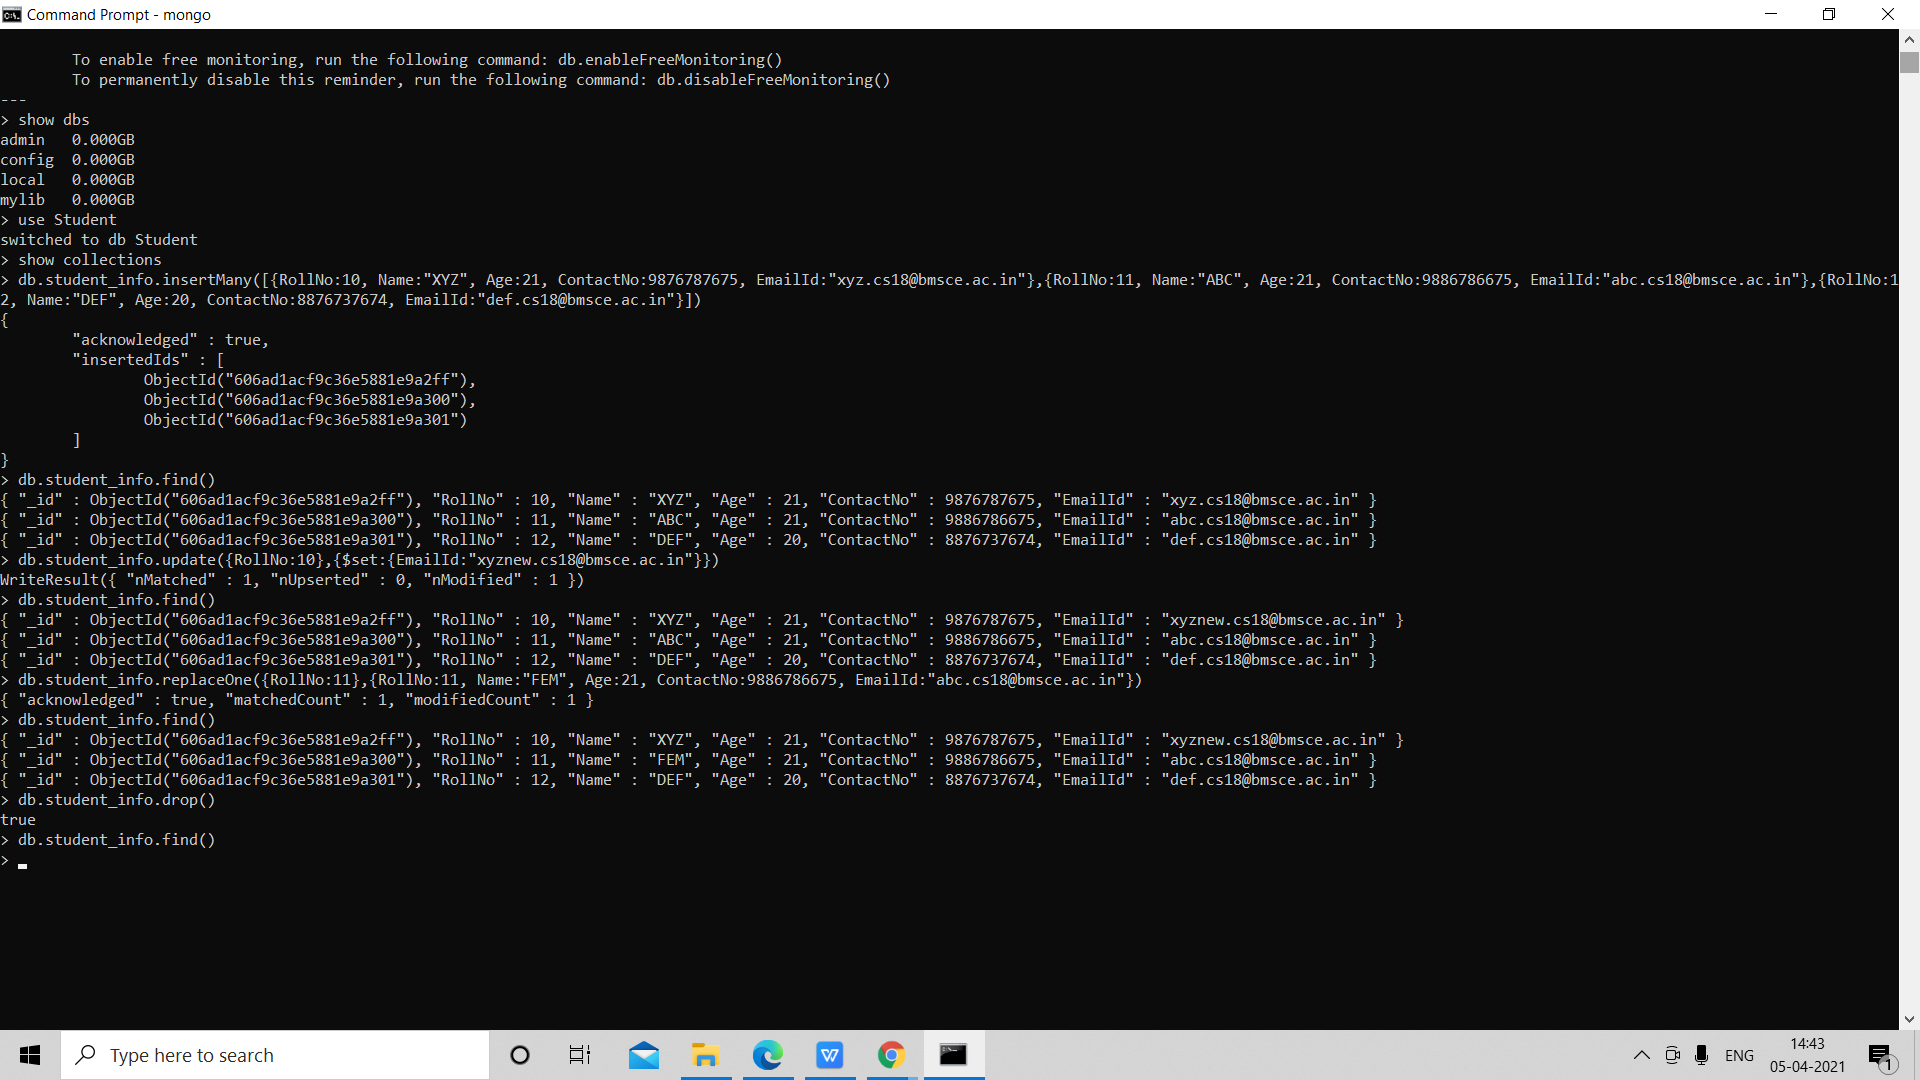 Command Prompt - mongo
To enable free monitoring, run the following command: db.enableFreeMonitoring()
To permanently disable this reminder, run the following command: db.disableFreeMonitoring()
---
> show dbs
admin   0.000GB
config  0.000GB
local   0.000GB
mylib   0.000GB
> use Student
switched to db Student
> show collections
> db.student_info.insertMany([{RollNo:10, Name:"XYZ", Age:21, ContactNo:9876787675, EmailId:"xyz.cs18@bmsce.ac.in"},{RollNo:11, Name:"ABC", Age:21, ContactNo:9886786675, EmailId:"abc.cs18@bmsce.ac.in"},{RollNo:1
2, Name:"DEF", Age:20, ContactNo:8876737674, EmailId:"def.cs18@bmsce.ac.in"}])
{
"acknowledged" : true,
"insertedIds" : [
ObjectId("606ad1acf9c36e5881e9a2ff"),
ObjectId("606ad1acf9c36e5881e9a300"),
ObjectId("606ad1acf9c36e5881e9a301")
]
}
> db.student_info.find()
{ "_id" : ObjectId("606ad1acf9c36e5881e9a2ff"), "RollNo" : 10, "Name" : "XYZ", "Age" : 21, "ContactNo" : 9876787675, "EmailId" : "xyz.cs18@bmsce.ac.in" }
{ "_id" : ObjectId("606ad1acf9c36e5881e9a300"), "RollNo" : 11, "Name" : "ABC", "Age" : 21, "ContactNo" : 9886786675, "EmailId" : "abc.cs18@bmsce.ac.in" }
{ "_id" : ObjectId("606ad1acf9c36e5881e9a301"), "RollNo" : 12, "Name" : "DEF", "Age" : 20, "ContactNo" : 8876737674, "EmailId" : "def.cs18@bmsce.ac.in" }
> db.student_info.update({RollNo:10},{$set:{EmailId:"xyznew.cs18@bmsce.ac.in"}})
WriteResult({ "nMatched" : 1, "nUpserted" : 0, "nModified" : 1 })
> db.student_info.find()
{ "_id" : ObjectId("606ad1acf9c36e5881e9a2ff"), "RollNo" : 10, "Name" : "XYZ", "Age" : 21, "ContactNo" : 9876787675, "EmailId" : "xyznew.cs18@bmsce.ac.in" }
{ "_id" : ObjectId("606ad1acf9c36e5881e9a300"), "RollNo" : 11, "Name" : "ABC", "Age" : 21, "ContactNo" : 9886786675, "EmailId" : "abc.cs18@bmsce.ac.in" }
{ "_id" : ObjectId("606ad1acf9c36e5881e9a301"), "RollNo" : 12, "Name" : "DEF", "Age" : 20, "ContactNo" : 8876737674, "EmailId" : "def.cs18@bmsce.ac.in" }
> db.student_info.replaceOne({RollNo:11},{RollNo:11, Name:"FEM", Age:21, ContactNo:9886786675, EmailId:"abc.cs18@bmsce.ac.in"})
{ "acknowledged" : true, "matchedCount" : 1, "modifiedCount" : 1 }
> db.student_info.find()
{ "_id" : ObjectId("606ad1acf9c36e5881e9a2ff"), "RollNo" : 10, "Name" : "XYZ", "Age" : 21, "ContactNo" : 9876787675, "EmailId" : "xyznew.cs18@bmsce.ac.in" }
{ "_id" : ObjectId("606ad1acf9c36e5881e9a300"), "RollNo" : 11, "Name" : "FEM", "Age" : 21, "ContactNo" : 9886786675, "EmailId" : "abc.cs18@bmsce.ac.in" }
{ "_id" : ObjectId("606ad1acf9c36e5881e9a301"), "RollNo" : 12, "Name" : "DEF", "Age" : 20, "ContactNo" : 8876737674, "EmailId" : "def.cs18@bmsce.ac.in" }
> db.student_info.drop()
true
> db.student_info.find()
>
Type here to search
ENG
14:43
05-04-2021
1